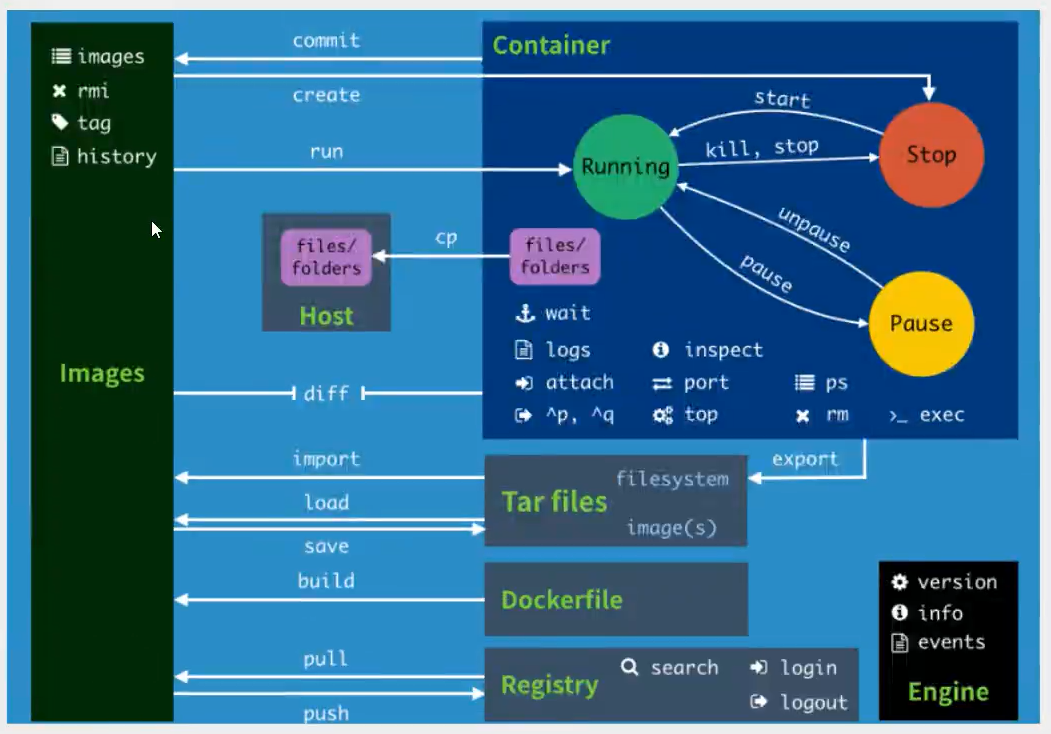 images
rmi
tag
history
Images
commit
create
run
cp
files/
folders
Host
diff
import
load
save
build
pull
push
Container
start
kill, stop
Running
Stop
unpause
pause
Pause
files/
folders
wait
logs
inspect
attach
port
ps
^p, ^q
top
rm
>_ exec
export
Tar files
filesystem
image(s)
Dockerfile
Registry
search
login
logout
version
info
events
Engine